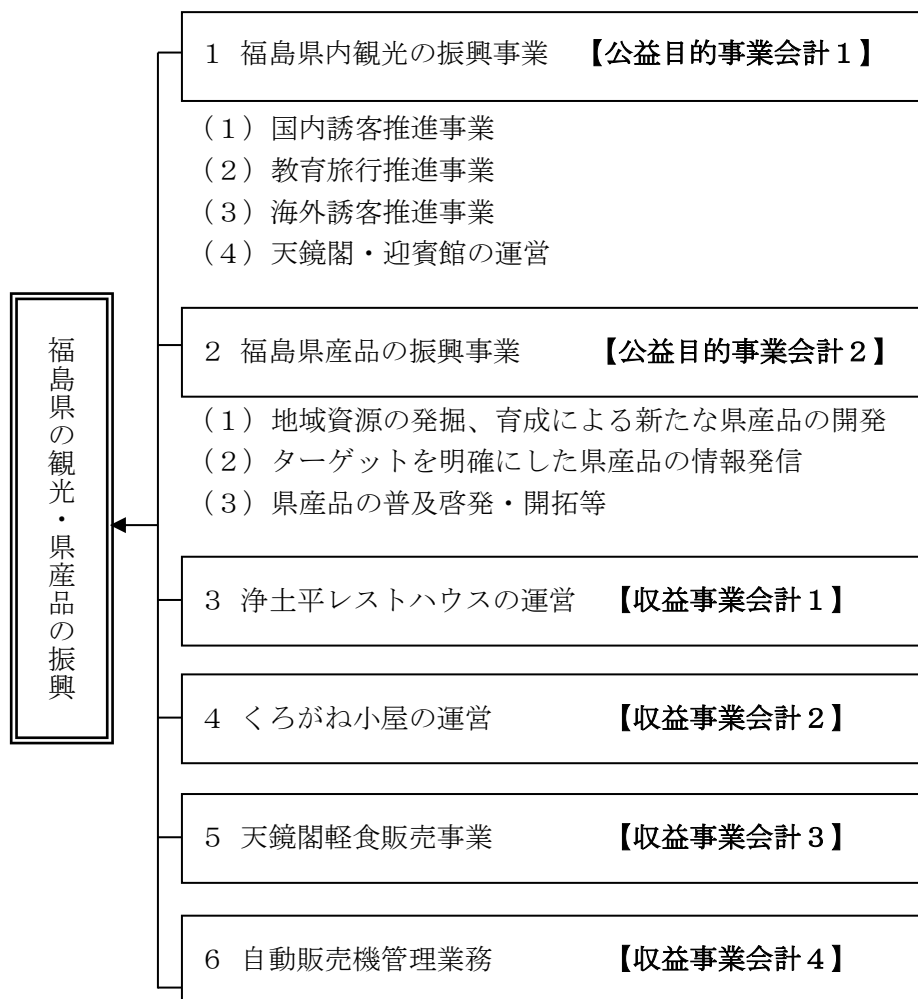 福島県の観光・県産品の振興
１ 福島県内観光の振興事業 【公益目的事業会計１】
（１）国内誘客推進事業
（２）教育旅行推進事業
（３）海外誘客推進事業
（４）天鏡閣・迎賓館の運営
２ 福島県産品の振興事業 【公益目的事業会計２】
（１）地域資源の発掘、育成による新たな県産品の開発
（２）ターゲットを明確にした県産品の情報発信
（３）県産品の普及啓発・開拓等
３ 浄土平レストハウスの運営 【収益事業会計１】
４ くろがね小屋の運営 【収益事業会計２】
５ 天鏡閣軽食販売事業 【収益事業会計３】
６ 自動販売機管理業務 【収益事業会計４】